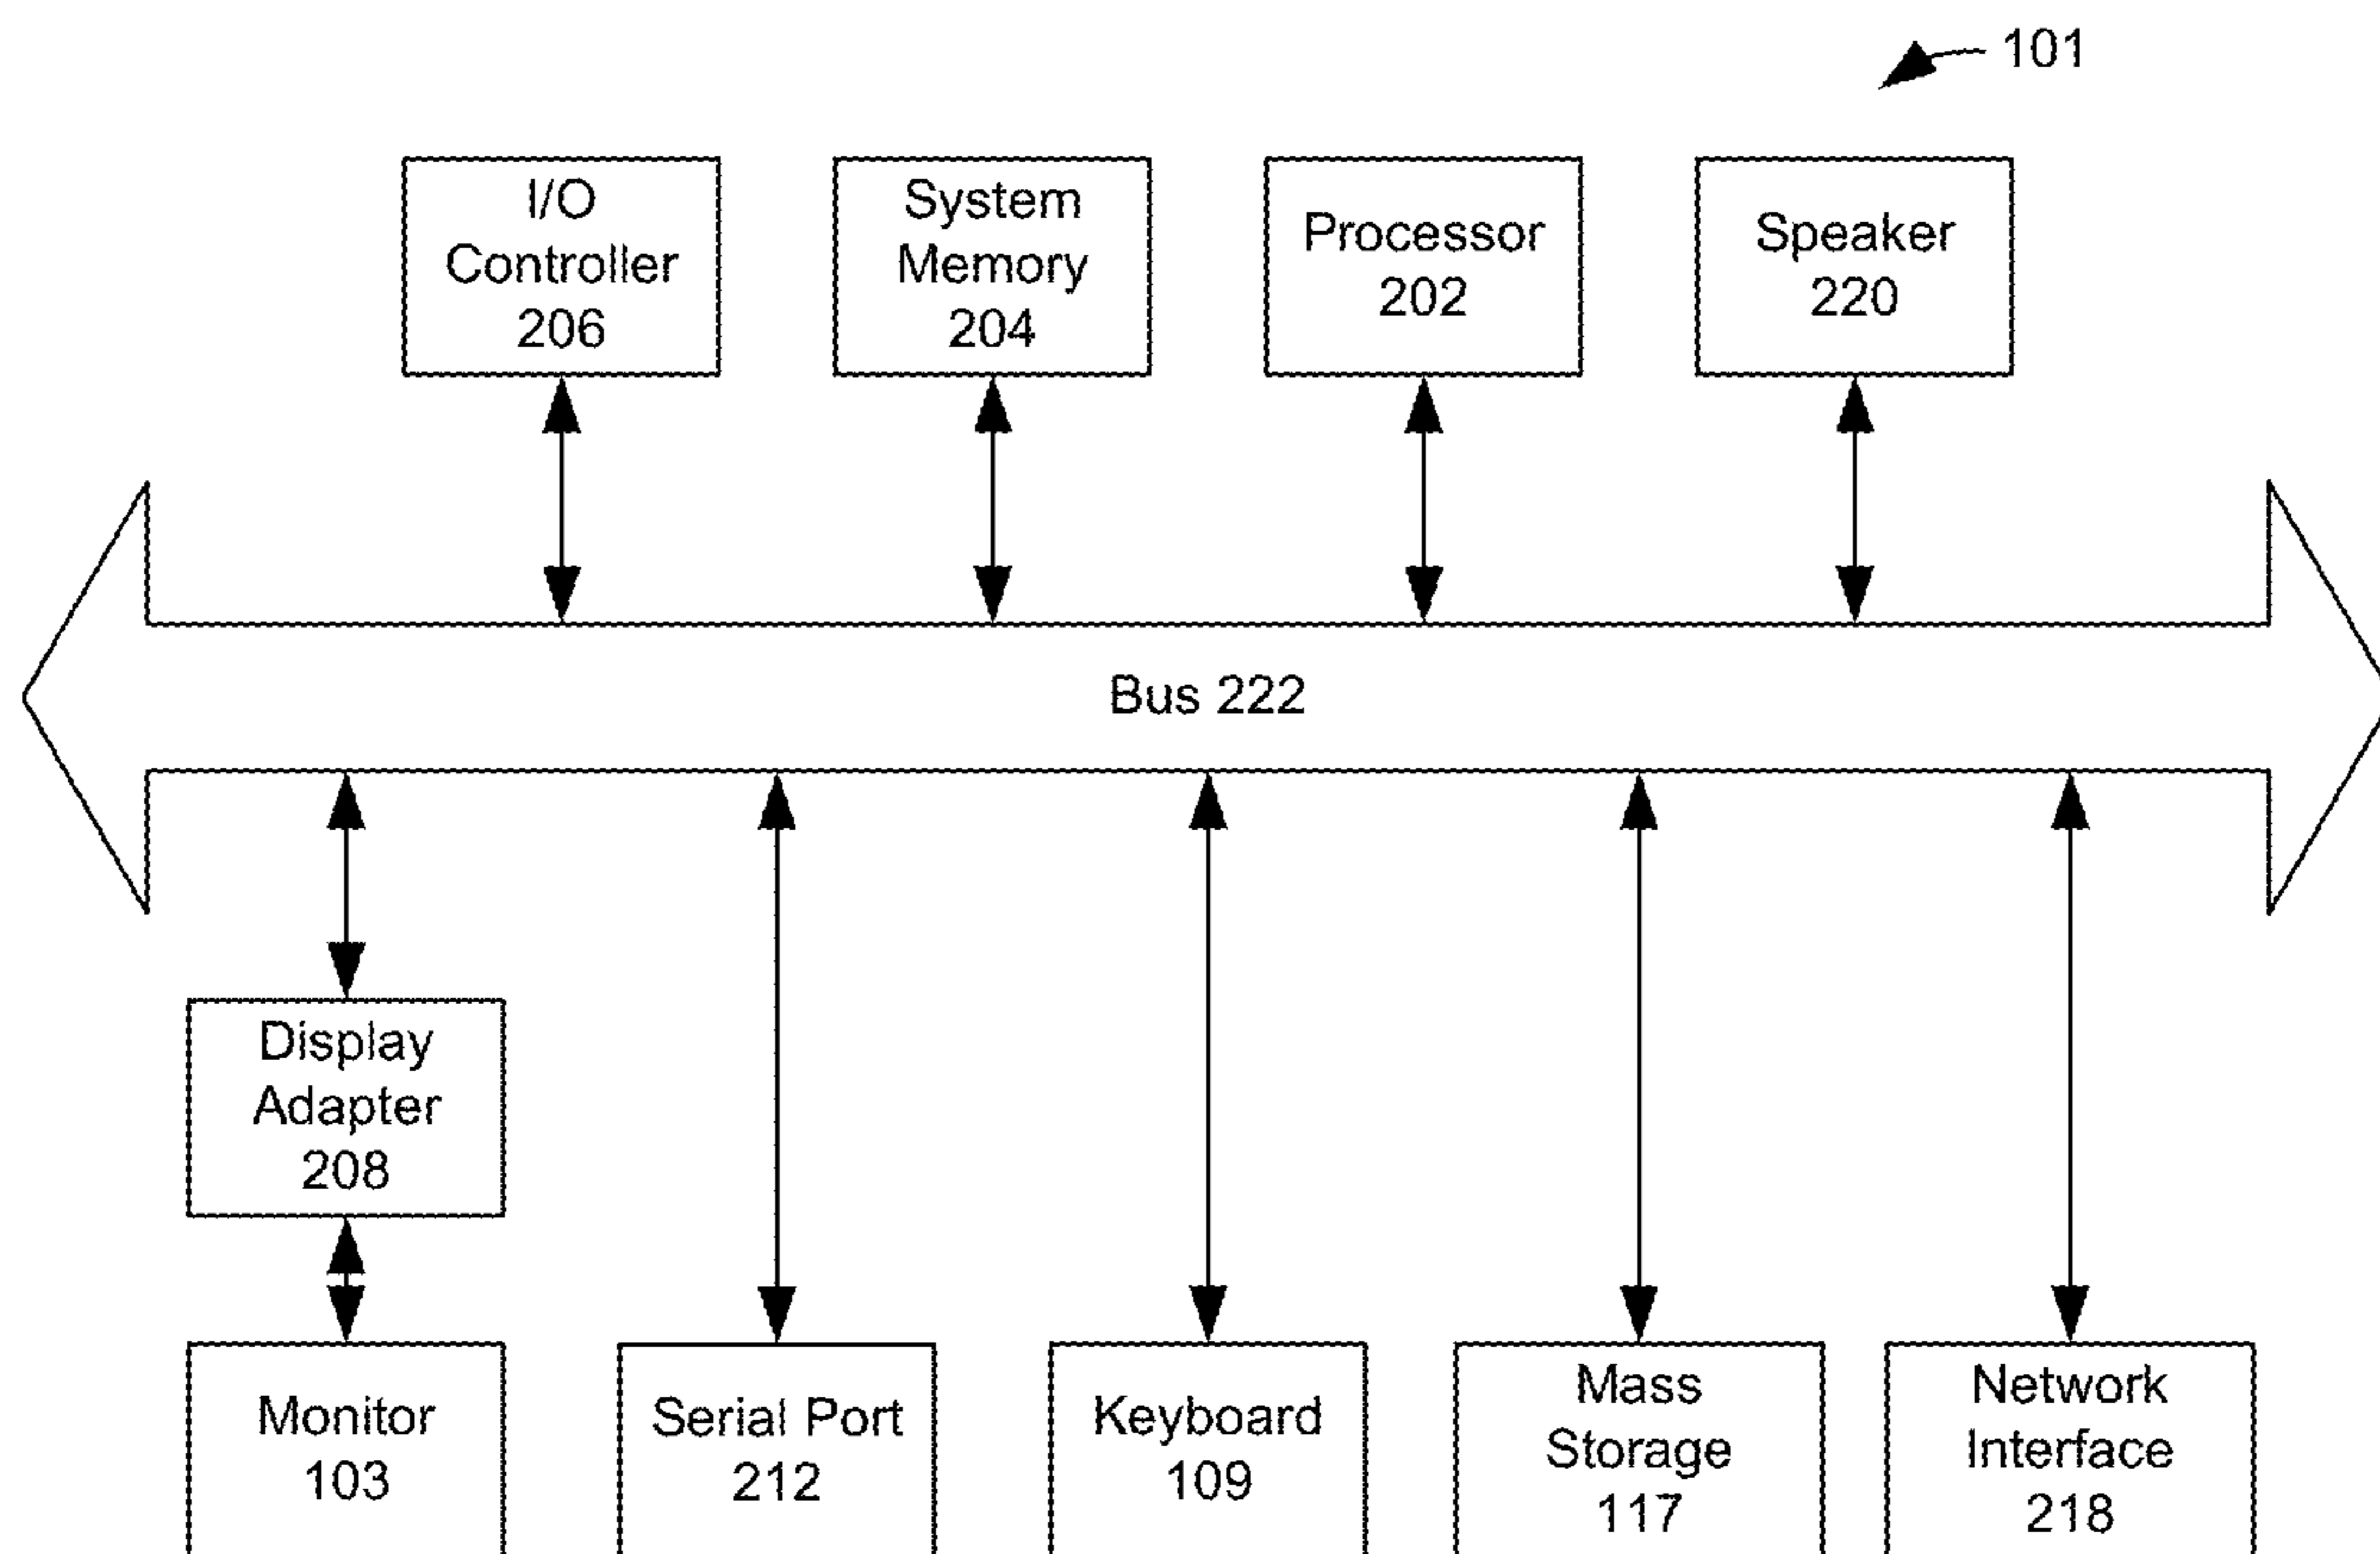 101
I/O
Controller
206
System
Memory
204
Processor
202
Speaker
220
Bus 222
Display
Adapter
208
Monitor
103
Serial Port
212
Keyboard
109
Mass
Storage
117
Network
Interface
218